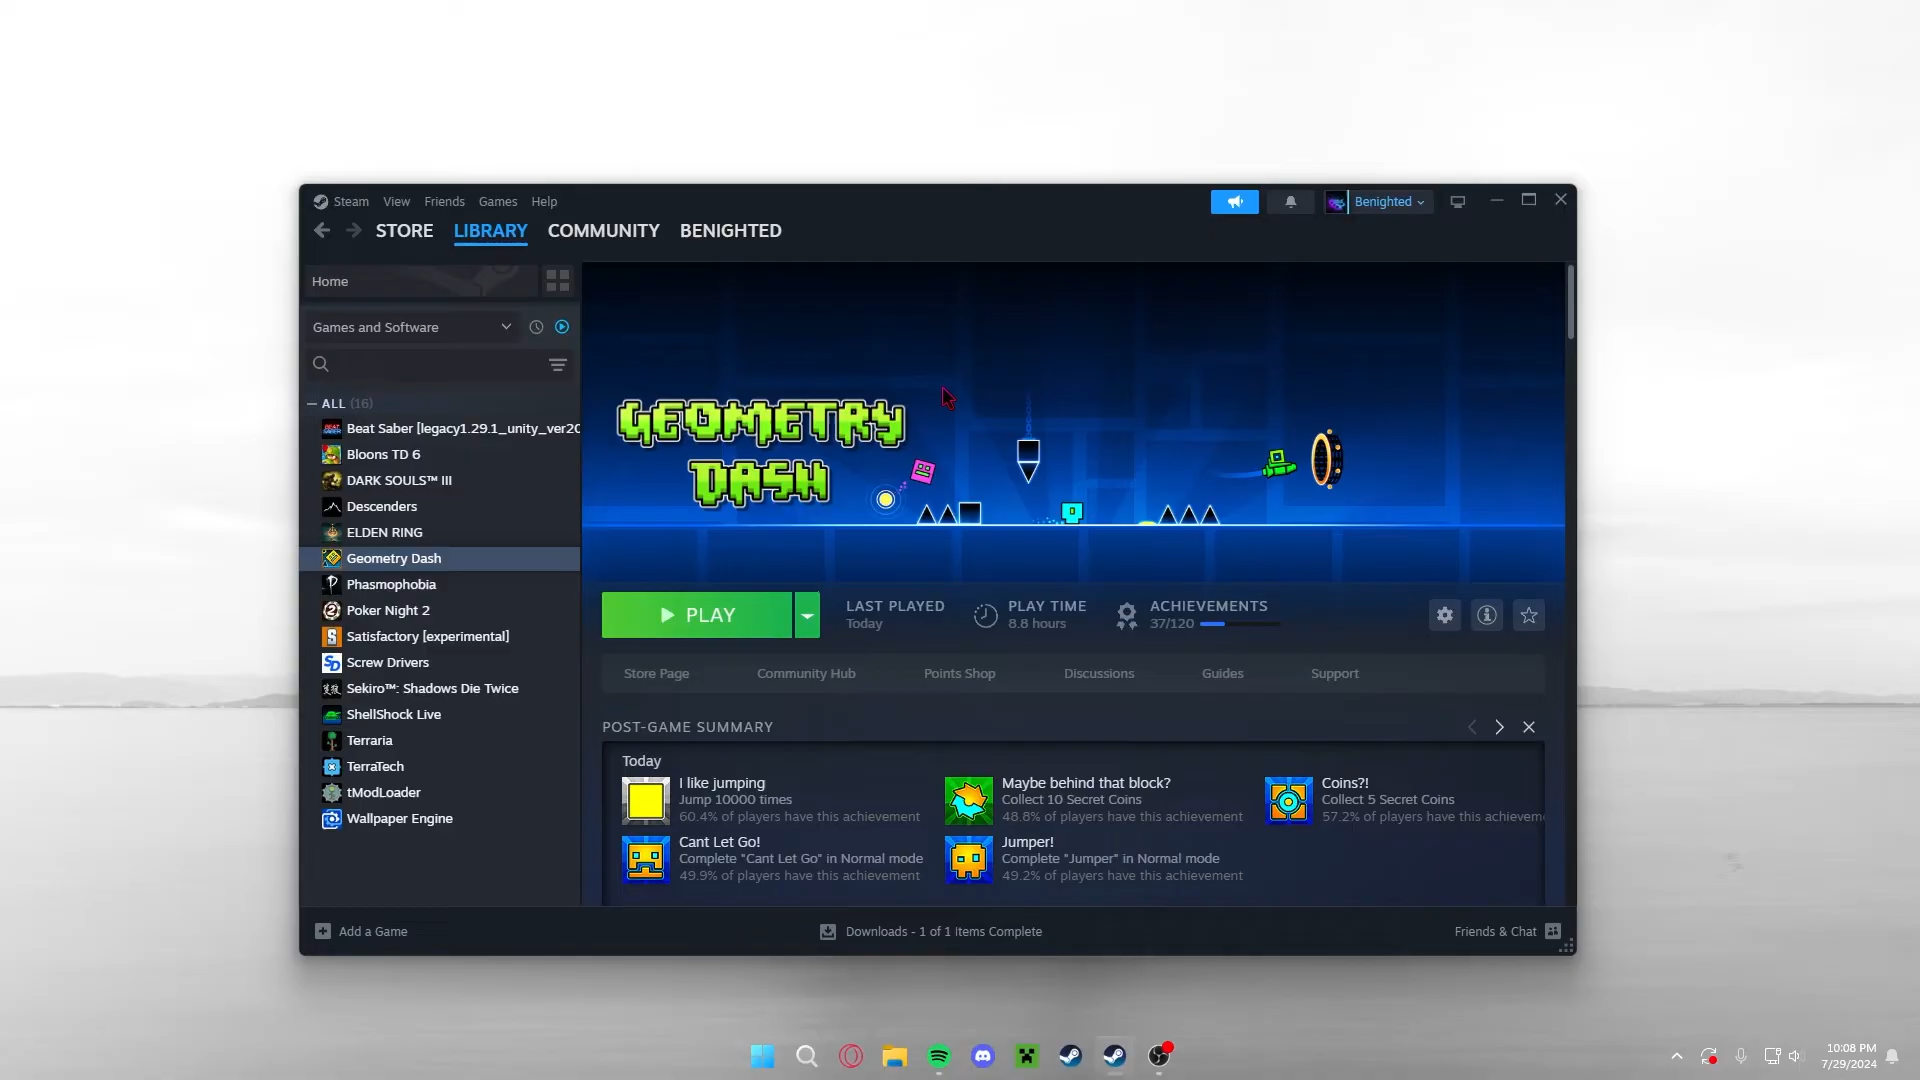 Steam View Friends Games Help
Benighted
STORE LIBRARY COMMUNITY BENIGHTED
Home
Games and Software
ALL (16)
Beat Saber [legacy1.29.1_unity_ver20
Bloons TD 6
DARK SOULS™ III
Descenders
ELDEN RING
Geometry Dash
Phasmophobia
Poker Night 2
Satisfactory [experimental]
Screw Drivers
Sekiro™: Shadows Die Twice
ShellShock Live
Terraria
TerraTech
tModLoader
Wallpaper Engine
GEOMETRY
DASH
PLAY
LAST PLAYED
Today
PLAY TIME
8.8 hours
ACHIEVEMENTS
37/120
Store Page Community Hub Points Shop Discussions Guides Support
POST-GAME SUMMARY
Today
I like jumping
Jump 10000 times
60.4% of players have this achievement
Maybe behind that block?
Collect 10 Secret Coins
48.8% of players have this achievement
Coins?!
Collect 5 Secret Coins
57.2% of players have this achievem
Cant Let Go!
Complete "Cant Let Go" in Normal mode
49.9% of players have this achievement
Jumper!
Complete "Jumper" in Normal mode
49.2% of players have this achievement
Add a Game
Downloads - 1 of 1 Items Complete
Friends & Chat
10:08 PM
7/29/2024